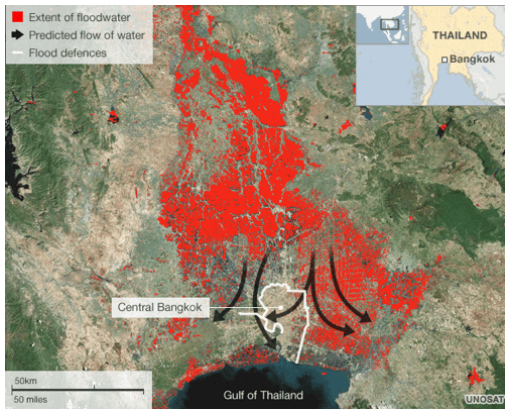 Extent of floodwater
Predicted flow of water
Flood defences
THAILAND
Bangkok
Central Bangkok
50km
50 miles
Gulf of Thailand
UNOSAT